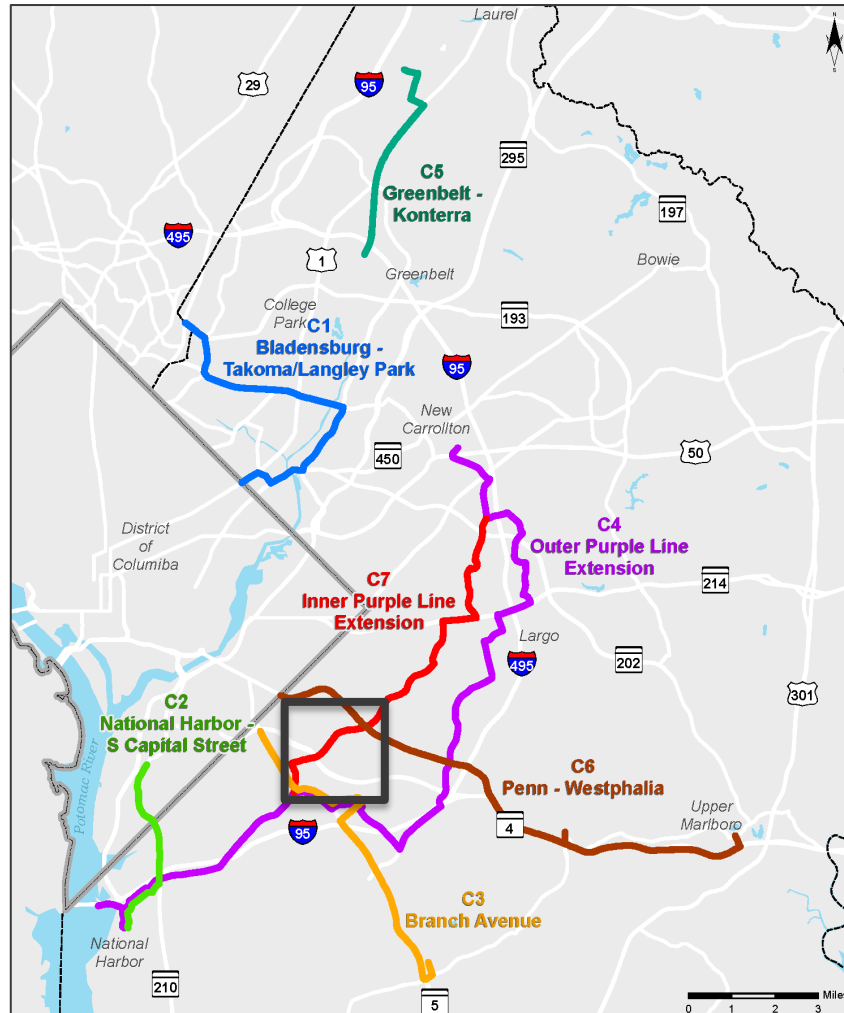 Laurel
N
S
29
95
C5
Greenbelt -
Konterra
295
197
495
1
Greenbelt
Bowie
College
Park
193
C1
Bladensburg -
Takoma/Langley Park
95
New
Carrollton
450
50
District
of
Columiba
C4
Outer Purple Line
Extension
C7
Inner Purple Line
Extension
214
Largo
495
202
301
C2
National Harbor -
S Capital Street
Potomac River
C6
Penn - Westphalia
Upper
Marlboro
95
4
C3
Branch Avenue
National
Harbor
210
5
Miles
0 1 2 3